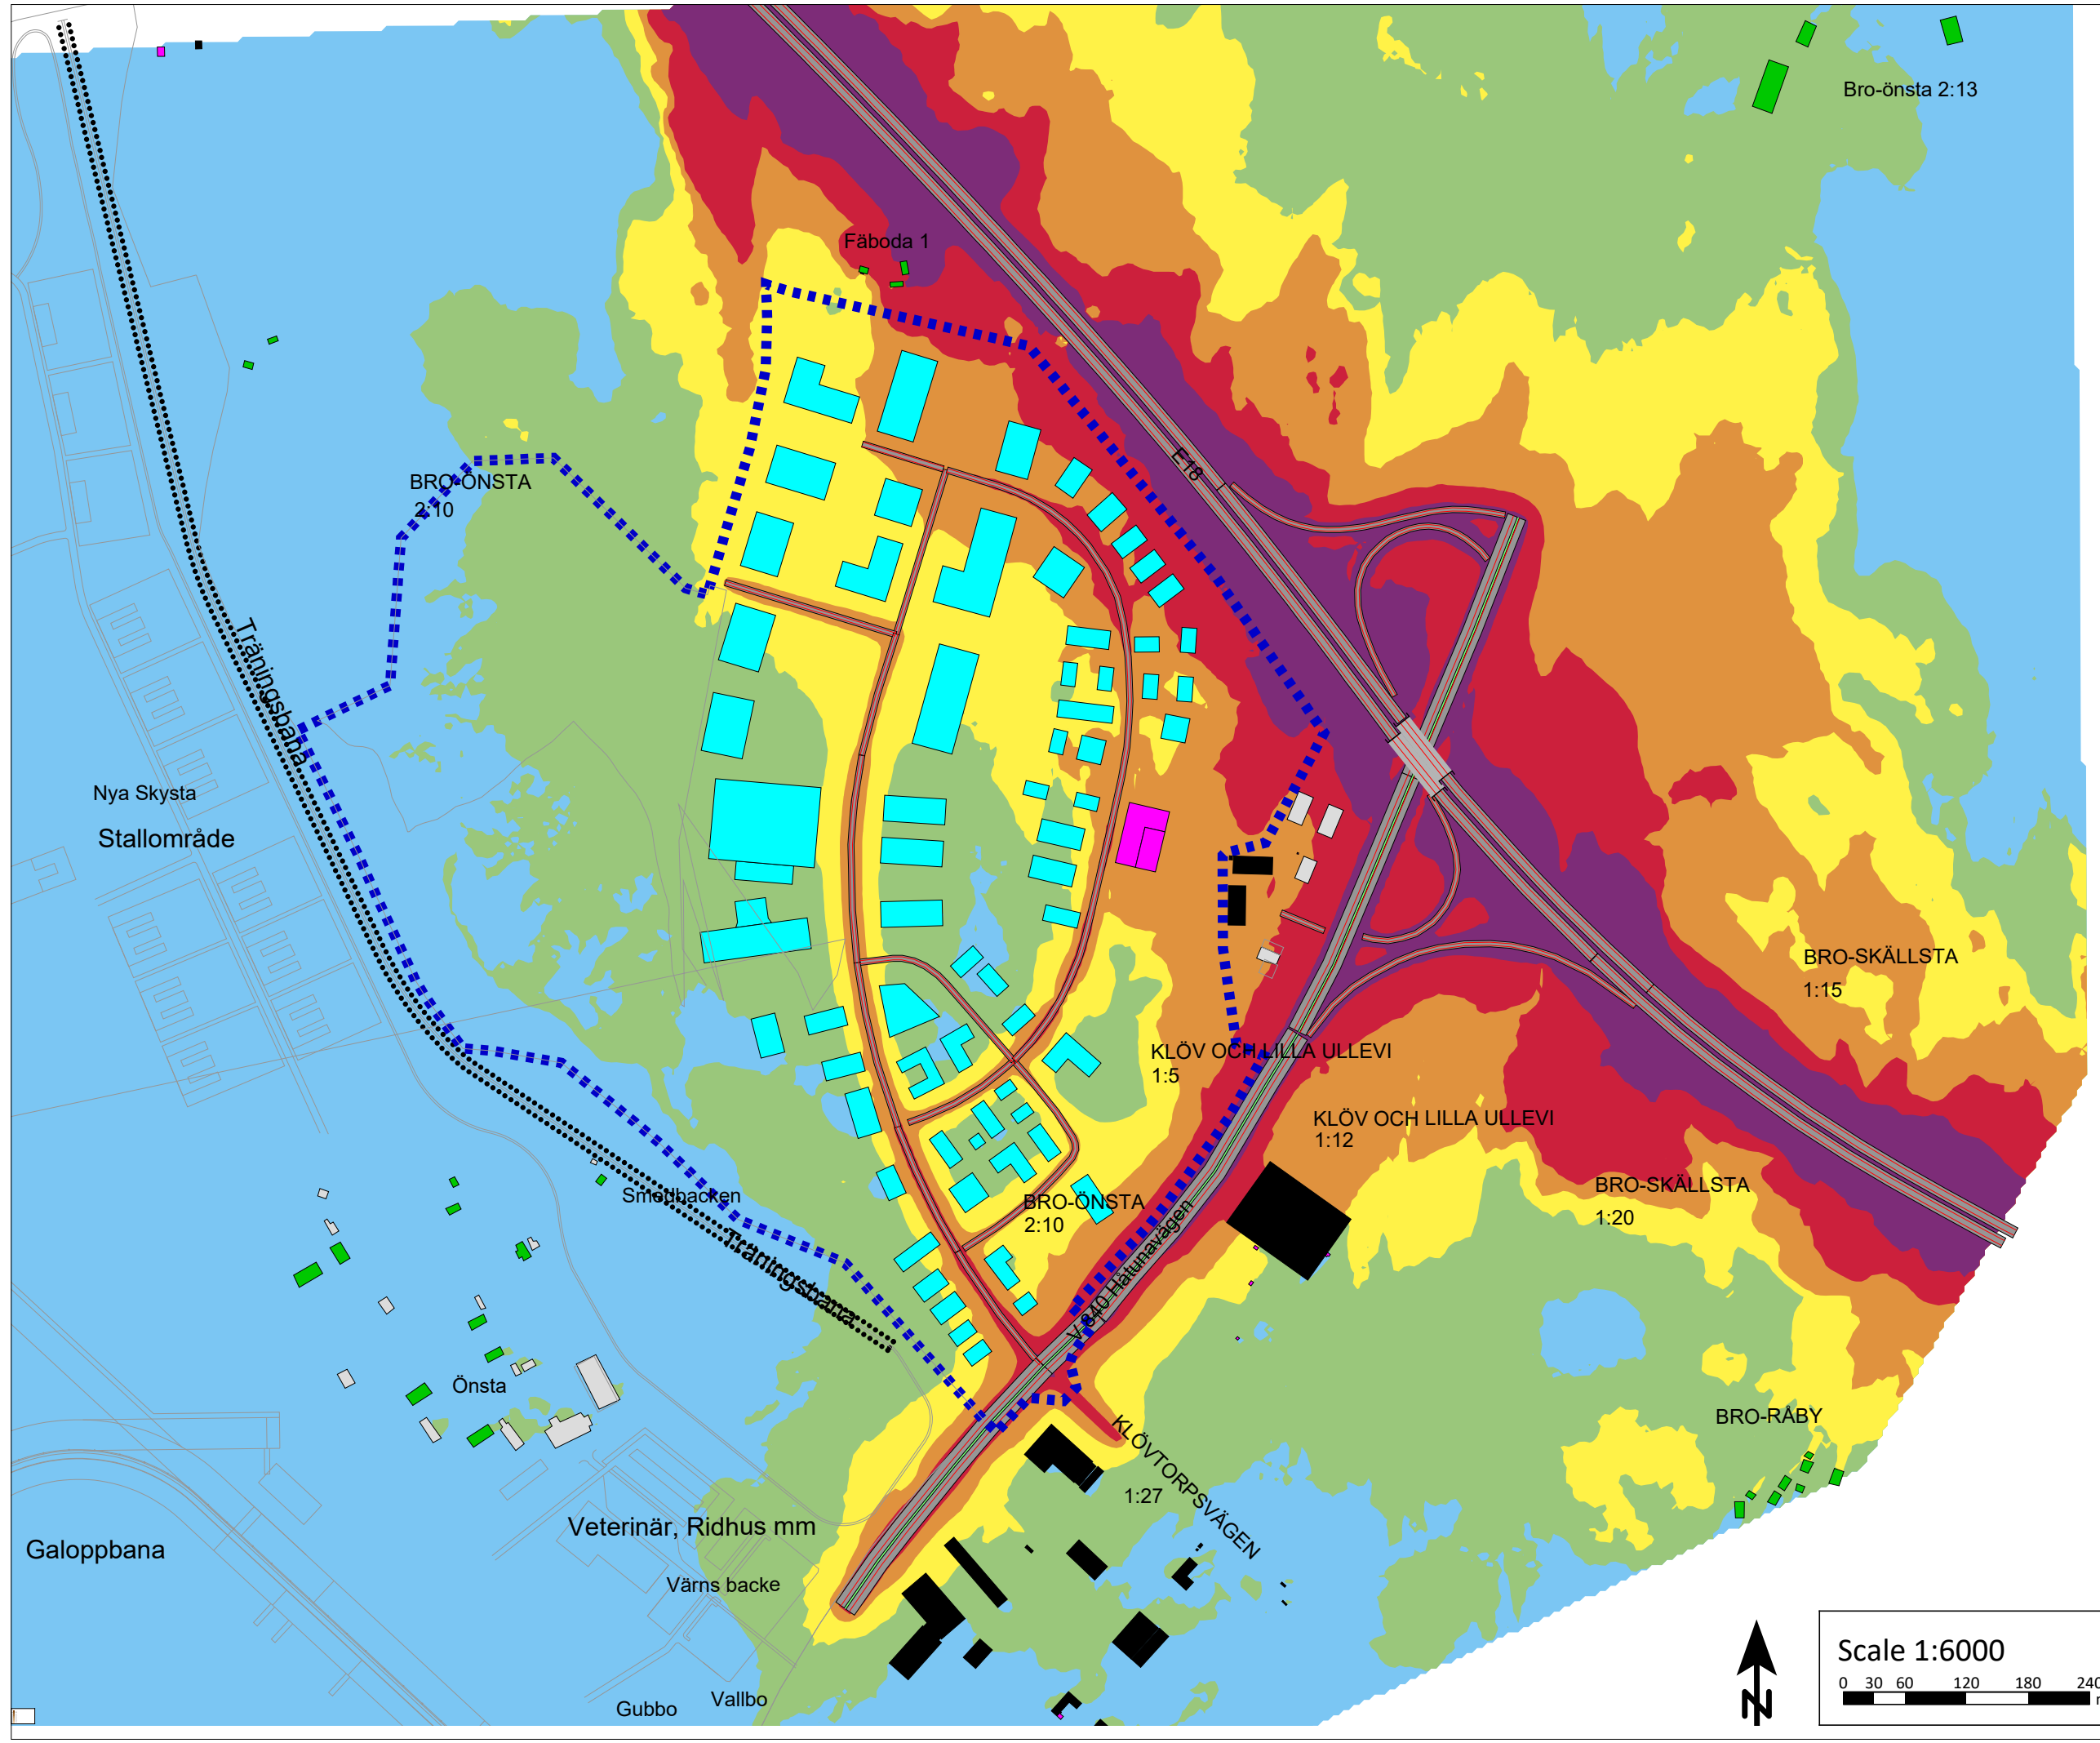 Bro-önsta 2:13
Fäboda 1
E18
BRO-ÖNSTA
2:10
Träningsbana
Nya Skysta
Stallområde
BRO-SKÄLLSTA
1:15
KLÖV OCH LILLA ULLEVI
1:5
KLÖV OCH LILLA ULLEVI
1:12
BRO-SKÄLLSTA
1:20
Smedbacken
BRO-ÖNSTA
2:10
V 840 Håtunavägen
Träningsbana
Önsta
BRO-RÅBY
KLÖVTORPSVÄGEN
1:27
Veterinär, Ridhus mm
Galoppbana
Värns backe
Vallbo
Gubbo
N
Scale 1:6000
0 30 60 120 180 240